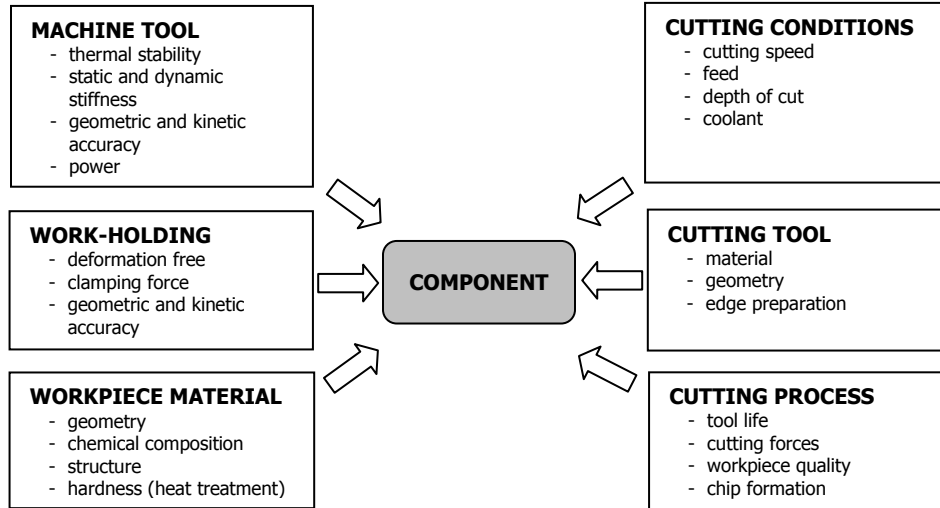 MACHINE TOOL
- thermal stability
- static and dynamic
stiffness
- geometric and kinetic
accuracy
- power
WORK-HOLDING
- deformation free
- clamping force
- geometric and kinetic
accuracy
WORKPIECE MATERIAL
- geometry
- chemical composition
- structure
- hardness (heat treatment)
COMPONENT
CUTTING CONDITIONS
- cutting speed
- feed
- depth of cut
- coolant
CUTTING TOOL
- material
- geometry
- edge preparation
CUTTING PROCESS
- tool life
- cutting forces
- workpiece quality
- chip formation